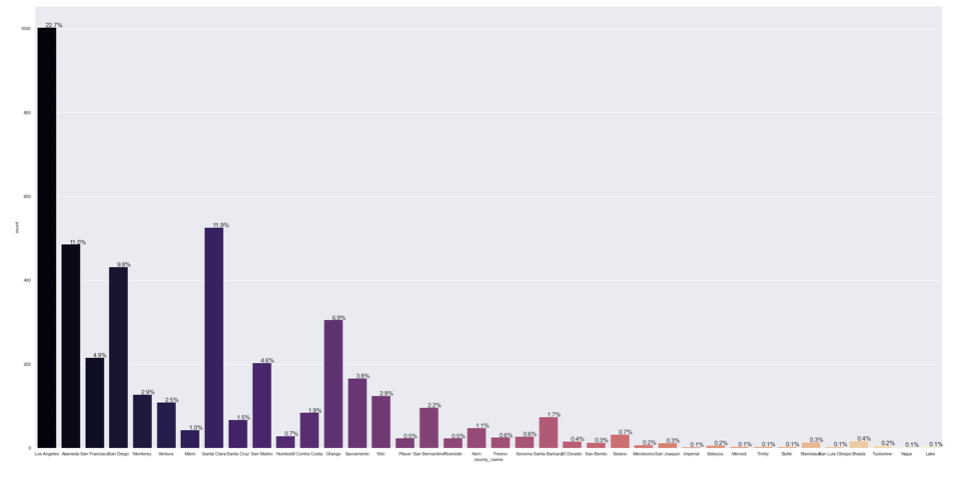 1000
800
600
400
200
0
count
22.7%
11.0%
4.9%
9.8%
2.9%
2.5%
1.0%
11.9%
1.5%
4.6%
0.7%
1.9%
6.9%
3.8%
2.8%
0.5%
2.2%
0.5%
1.1%
0.6%
0.6%
1.7%
0.4%
0.3%
0.7%
0.2%
0.3%
0.1%
0.2%
0.1%
0.1%
0.1%
0.3%
0.1%
0.4%
0.2%
0.1%
0.1%
Los Angeles
Alameda
San Francisco
San Diego
Monterey
Ventura
Marin
Santa Clara
Santa Cruz
San Mateo
Humboldt
Contra Costa
Orange
Sacramento
Yolo
Placer
San Bernardino
Riverside
Kern
Fresno
Sonoma
Santa Barbara
El Dorado
San Benito
Solano
Mendocino
San Joaquin
Imperial
Siskiyou
Merced
Trinity
Butte
Stanislaus
San Luis Obispo
Shasta
Tuolumne
Napa
Lake
county_name